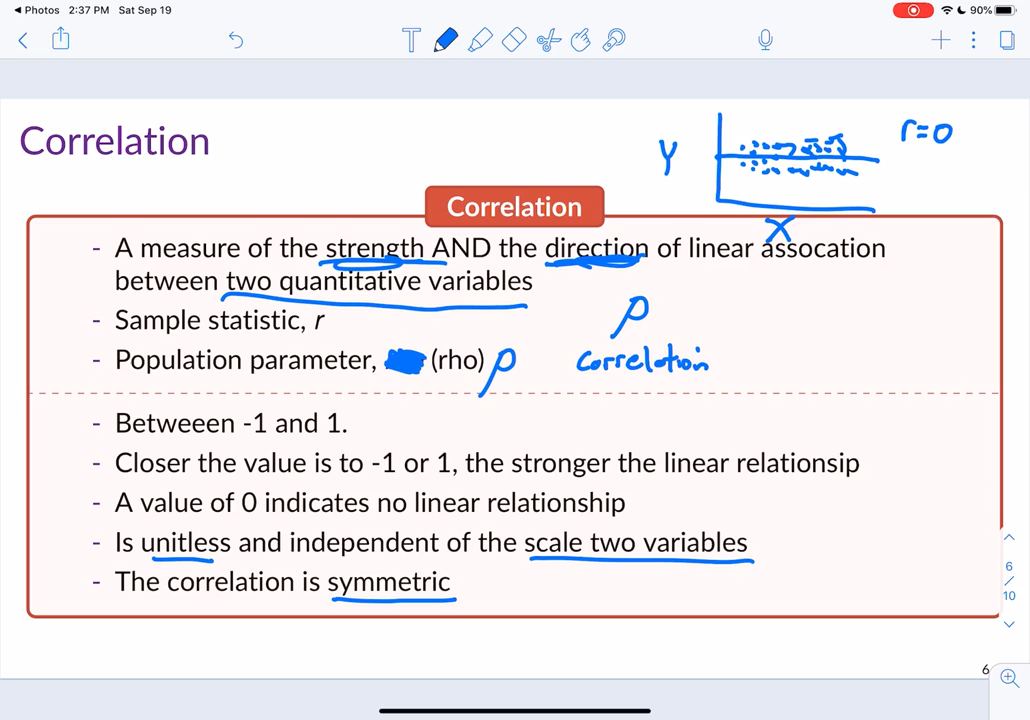 Photos 2:37 PM Sat Sep 19 90%
T
Correlation
Y
r=0
X
Correlation
- A measure of the strength AND the direction of linear assocation
between two quantitative variables
- Sample statistic, r
ρ
- Population parameter, (rho) ρ
correlation
- Betweeen -1 and 1.
- Closer the value is to -1 or 1, the stronger the linear relationsip
- A value of 0 indicates no linear relationship
- Is unitless and independent of the scale two variables
- The correlation is symmetric
6
/
10
6